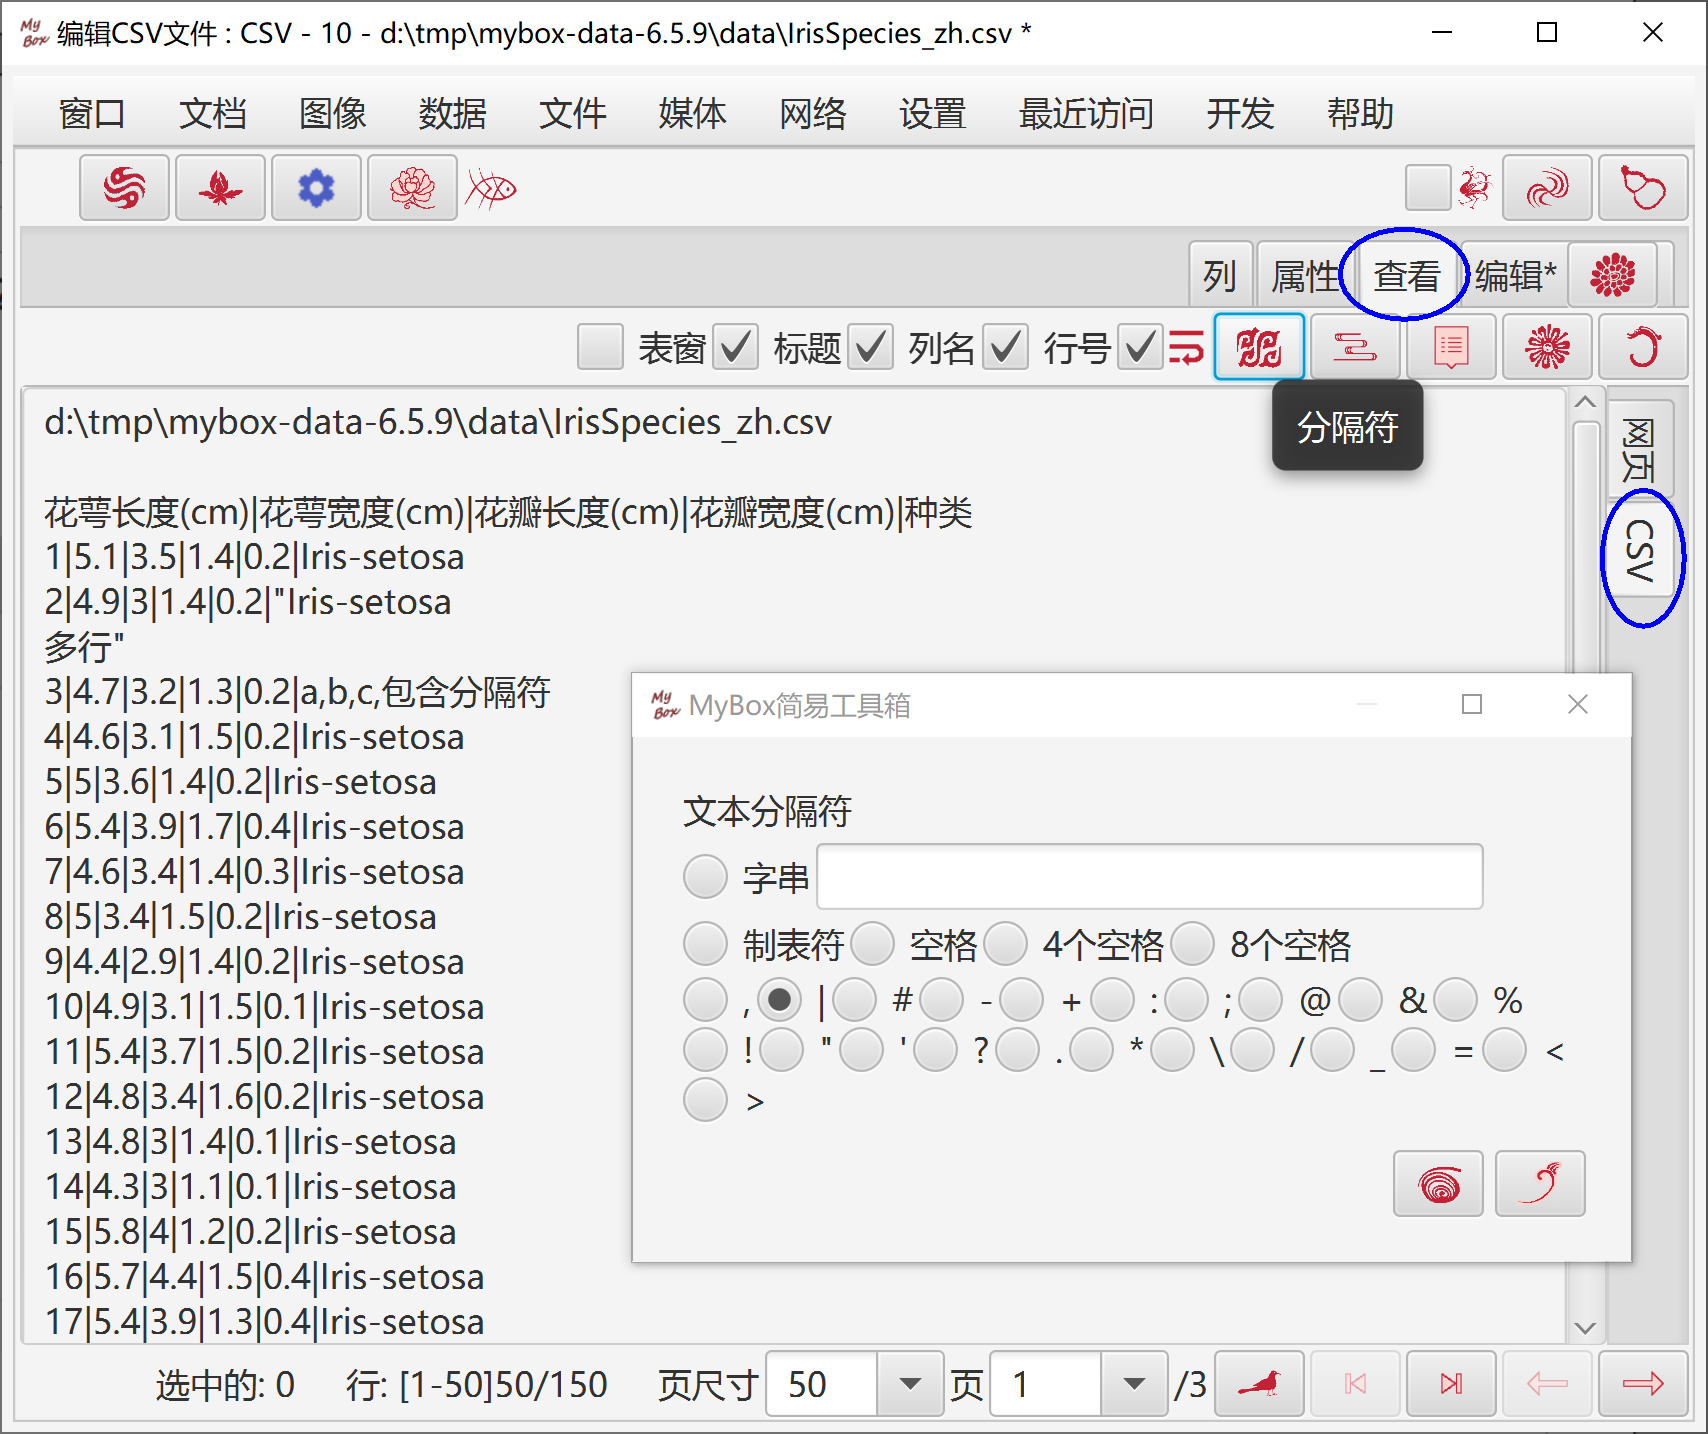 My Box 编辑CSV文件 : CSV - 10 - d:\tmp\mybox-data-6.5.9\data\IrisSpecies_zh.csv *
窗口 文档 图像 数据 文件 媒体 网络 设置 最近访问 开发 帮助
列 属性 查看 编辑*
表窗 标题 列名 行号
分隔符
网页
CSV
d:\tmp\mybox-data-6.5.9\data\IrisSpecies_zh.csv
花萼长度(cm)|花萼宽度(cm)|花瓣长度(cm)|花瓣宽度(cm)|种类
1|5.1|3.5|1.4|0.2|Iris-setosa
2|4.9|3|1.4|0.2|"Iris-setosa
多行"
3|4.7|3.2|1.3|0.2|a,b,c,包含分隔符
4|4.6|3.1|1.5|0.2|Iris-setosa
5|5|3.6|1.4|0.2|Iris-setosa
6|5.4|3.9|1.7|0.4|Iris-setosa
7|4.6|3.4|1.4|0.3|Iris-setosa
8|5|3.4|1.5|0.2|Iris-setosa
9|4.4|2.9|1.4|0.2|Iris-setosa
10|4.9|3.1|1.5|0.1|Iris-setosa
11|5.4|3.7|1.5|0.2|Iris-setosa
12|4.8|3.4|1.6|0.2|Iris-setosa
13|4.8|3|1.4|0.1|Iris-setosa
14|4.3|3|1.1|0.1|Iris-setosa
15|5.8|4|1.2|0.2|Iris-setosa
16|5.7|4.4|1.5|0.4|Iris-setosa
17|5.4|3.9|1.3|0.4|Iris-setosa
My Box MyBox简易工具箱
文本分隔符
字串
制表符 空格 4个空格 8个空格
, | # - + : ; @ & %
! " ' ? . * \ / _ = <
>
选中的: 0 行: [1-50]50/150 页尺寸 50 页 1 /3